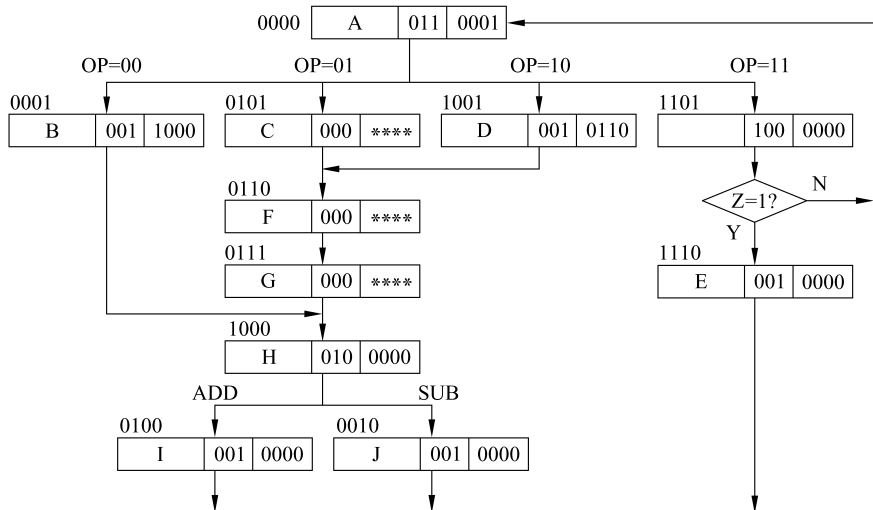 0000 A 011 0001
OP=00 OP=01 OP=10 OP=11
0001 0101 1001 1101
B 001 1000 C 000 **** D 001 0110 100 0000
0110
Z=1? N
F 000 ****
Y
0111 1110
G 000 **** E 001 0000
1000
H 010 0000
ADD SUB
0100 0010
I 001 0000 J 001 0000